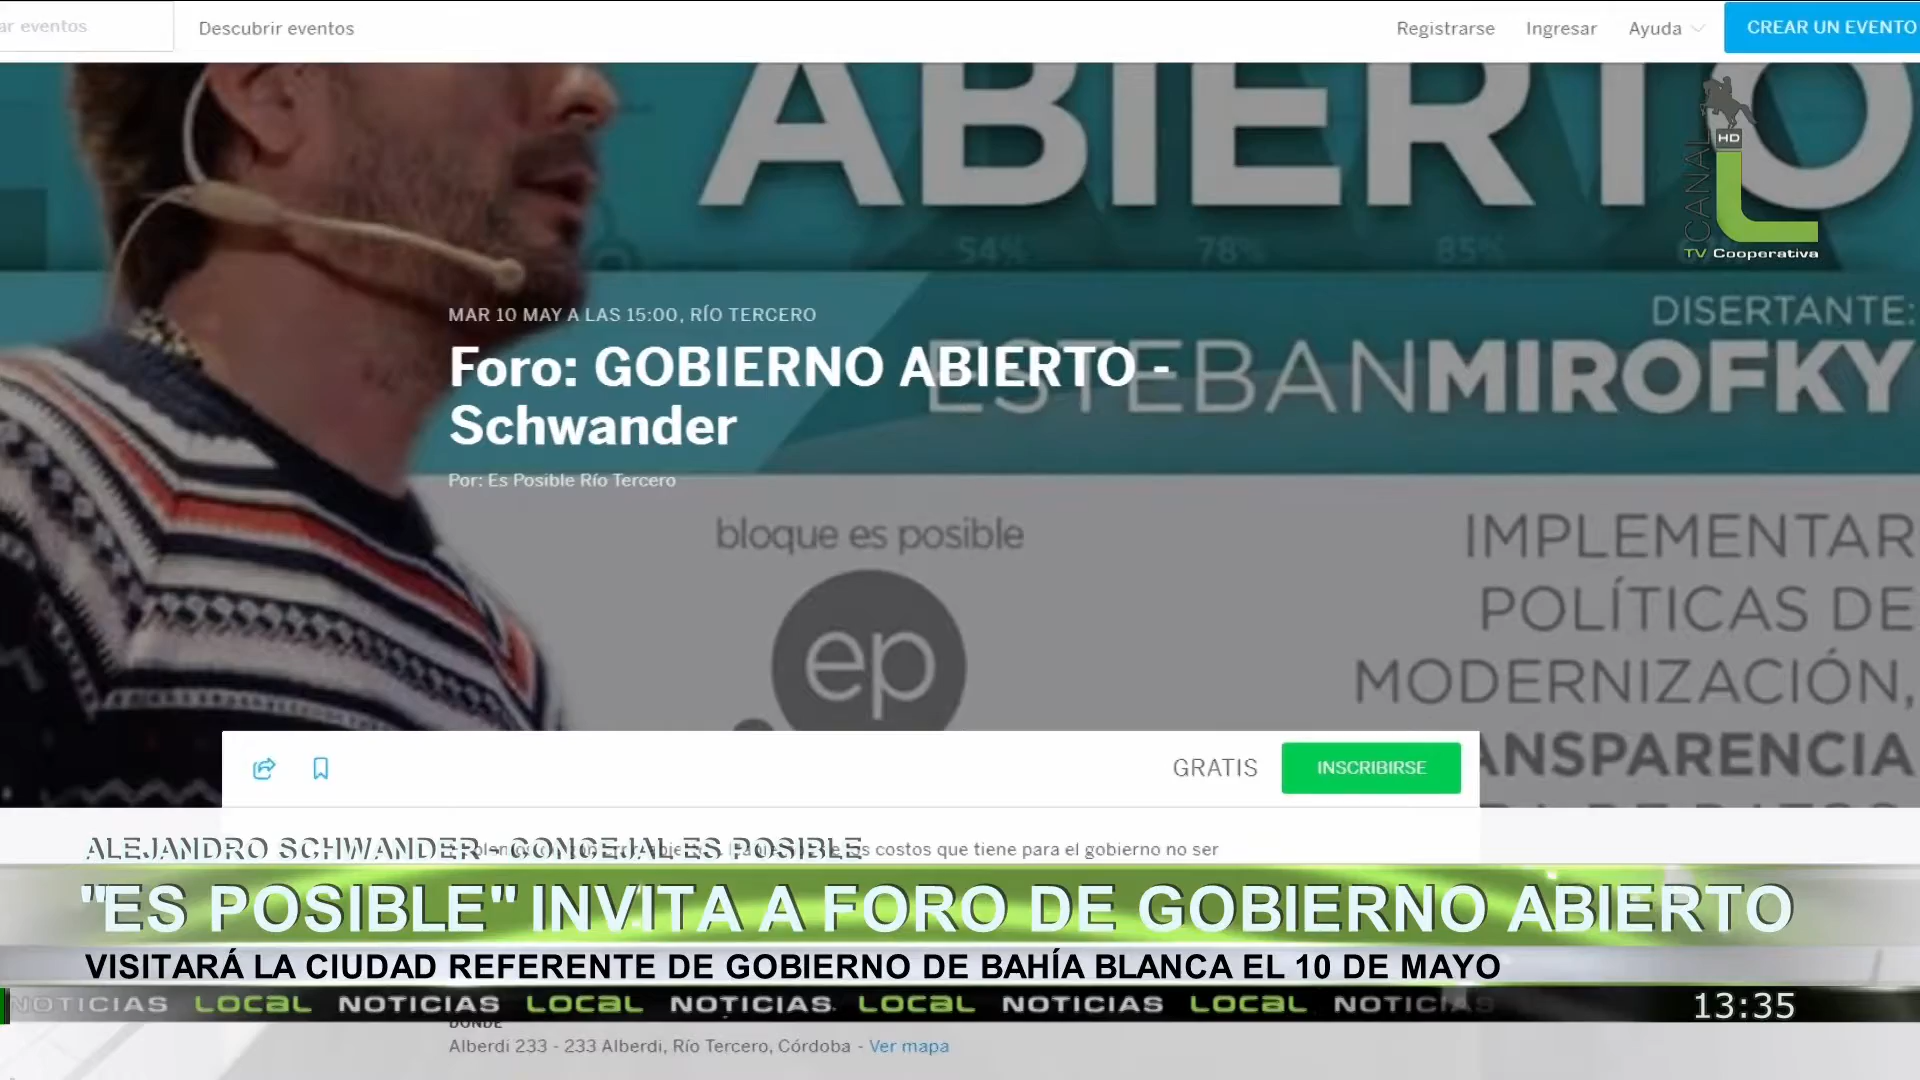 ar eventos
Descubrir eventos
Registrarse
Ingresar
Ayuda
CREAR UN EVENTO
ABIERTO
CANAL
HD
L
TV Cooperativa
54%
78%
85%
DISERTANTE:
ESTEBANMIROFKY
MAR 10 MAY A LAS 15:00, RÍO TERCERO
Foro: GOBIERNO ABIERTO -
Schwander
Por: Es Posible Río Tercero
bloque es posible
ep
IMPLEMENTAR
POLÍTICAS DE
MODERNIZACIÓN,
ANSPARENCIA
GRATIS
INSCRIBIRSE
ALEJANDRO SCHWANDER - CONCEJAL ES POSIBLE
costos que tiene para el gobierno no ser
"ES POSIBLE" INVITA A FORO DE GOBIERNO ABIERTO
VISITARÁ LA CIUDAD REFERENTE DE GOBIERNO DE BAHÍA BLANCA EL 10 DE MAYO
NOTICIAS LOCAL NOTICIAS LOCAL NOTICIAS LOCAL NOTICIAS LOCAL NOTICIAS
13:35
DÓNDE
Alberdi 233 - 233 Alberdi, Río Tercero, Córdoba - Ver mapa